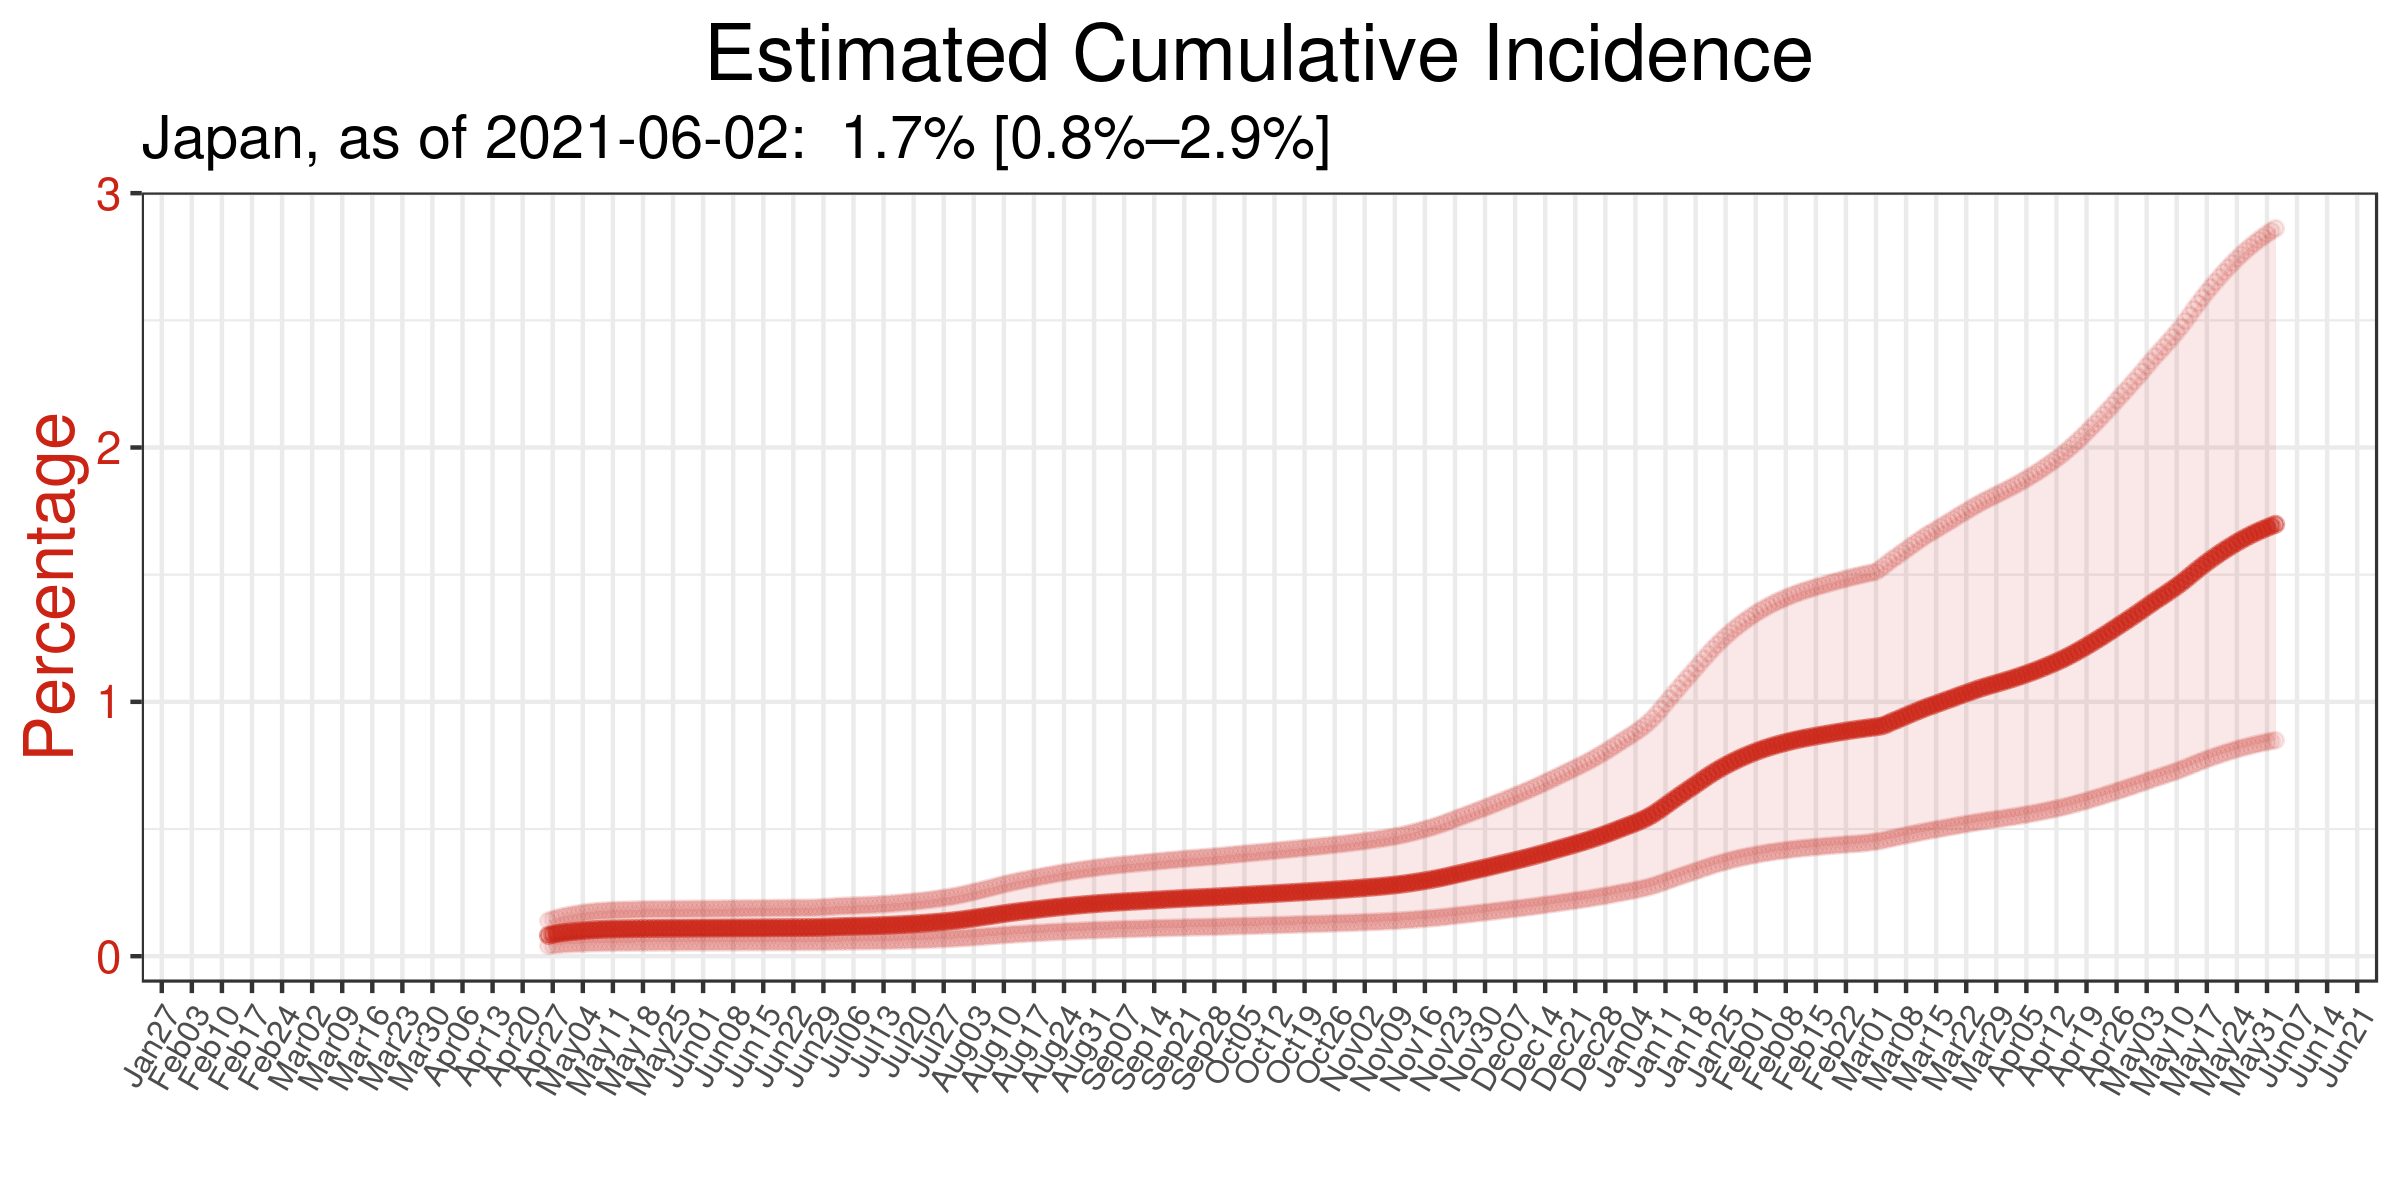 Estimated Cumulative Incidence
Japan, as of 2021-06-02:  1.7% [0.8%–2.9%]
Percentage
3
2
1
0
Jan27
Feb03
Feb10
Feb17
Feb24
Mar02
Mar09
Mar16
Mar23
Mar30
Apr06
Apr13
Apr20
Apr27
May04
May11
May18
May25
Jun01
Jun08
Jun15
Jun22
Jun29
Jul06
Jul13
Jul20
Jul27
Aug03
Aug10
Aug17
Aug24
Aug31
Sep07
Sep14
Sep21
Sep28
Oct05
Oct12
Oct19
Oct26
Nov02
Nov09
Nov16
Nov23
Nov30
Dec07
Dec14
Dec21
Dec28
Jan04
Jan11
Jan18
Jan25
Feb01
Feb08
Feb15
Feb22
Mar01
Mar08
Mar15
Mar22
Mar29
Apr05
Apr12
Apr19
Apr26
May03
May10
May17
May24
May31
Jun07
Jun14
Jun21